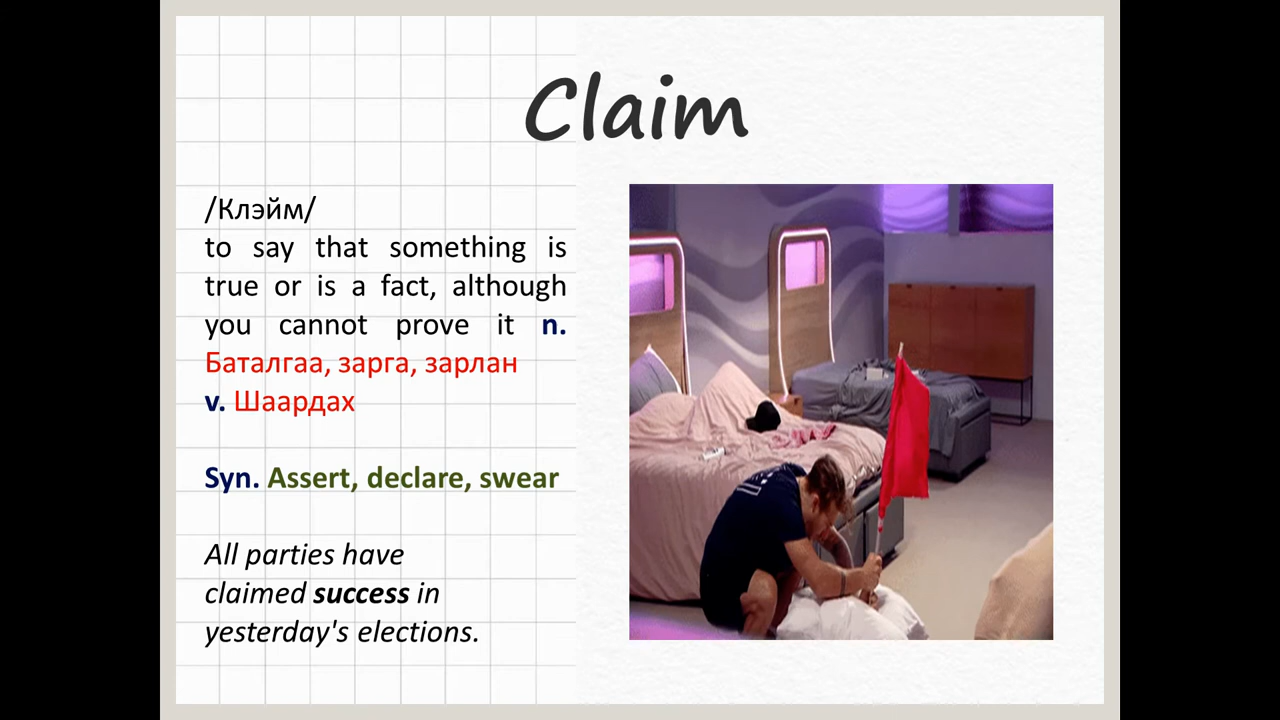 Claim
/Клэйм/
to say that something is
true or is a fact, although
you cannot prove it n.
Баталгаа, зарга, зарлан
v. Шаардах
Syn. Assert, declare, swear
All parties have
claimed success in
yesterday's elections.